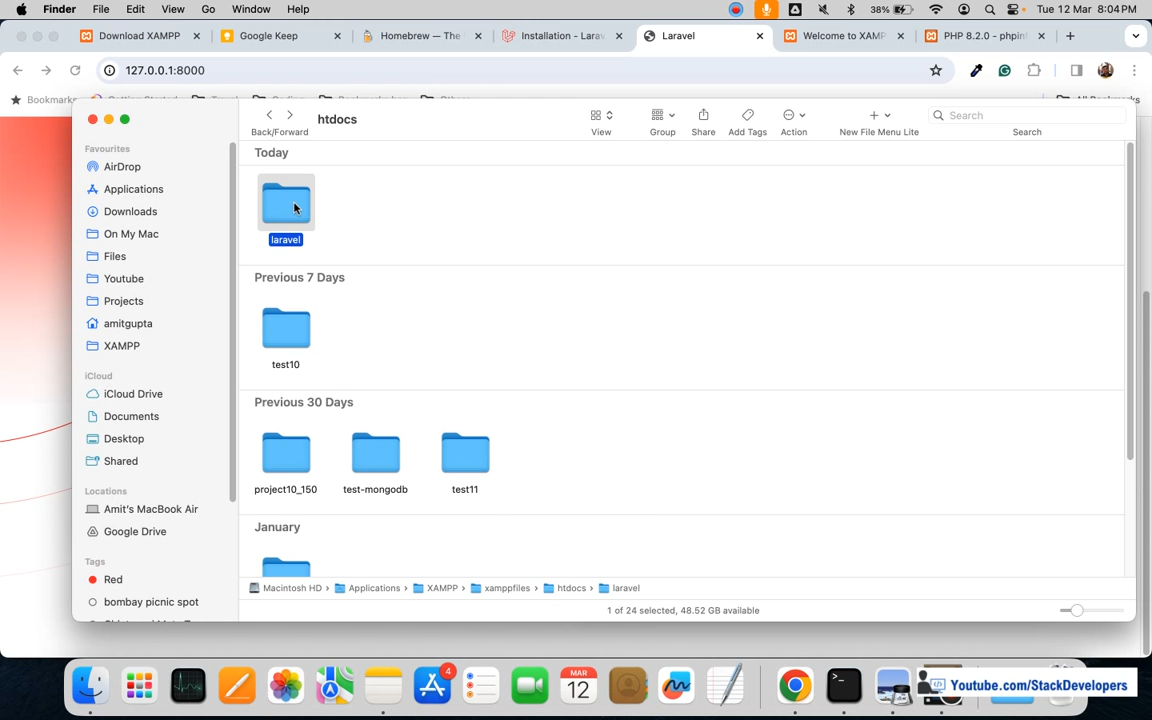 Finder File Edit View Go Window Help 38% Tue 12 Mar 8:04PM
Download XAMPP Google Keep Homebrew — The Installation - Larav Laravel Welcome to XAMP PHP 8.2.0 - phpinf
127.0.0.1:8000
Bookmarks
htdocs
Back/Forward View Group Share Add Tags Action New File Menu Lite Search
Search
Favourites
AirDrop
Applications
Downloads
On My Mac
Files
Youtube
Projects
amitgupta
XAMPP
iCloud
iCloud Drive
Documents
Desktop
Shared
Locations
Amit's MacBook Air
Google Drive
Tags
Red
bombay picnic spot
Today
laravel
Previous 7 Days
test10
Previous 30 Days
project10_150 test-mongodb test11
January
Macintosh HD › Applications › XAMPP › xamppfiles › htdocs › laravel
1 of 24 selected, 48.52 GB available
4
MAR
12
Youtube.com/StackDevelopers